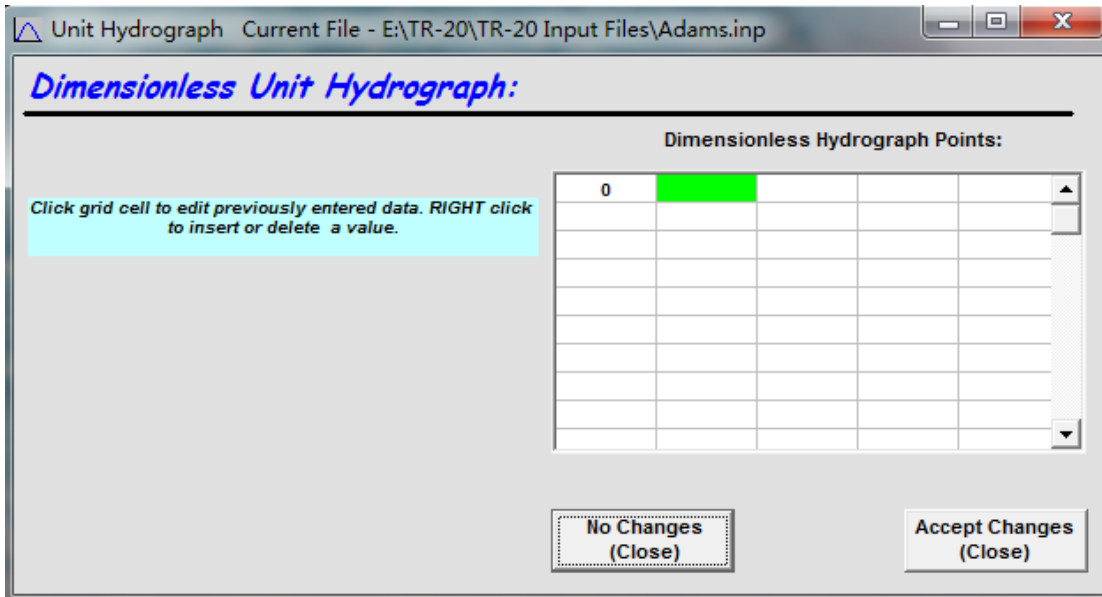 Unit Hydrograph Current File - E:\TR-20\TR-20 Input Files\Adams.inp
Dimensionless Unit Hydrograph:
Dimensionless Hydrograph Points:
0
Click grid cell to edit previously entered data. RIGHT click
to insert or delete a value.
No Changes
(Close)
Accept Changes
(Close)